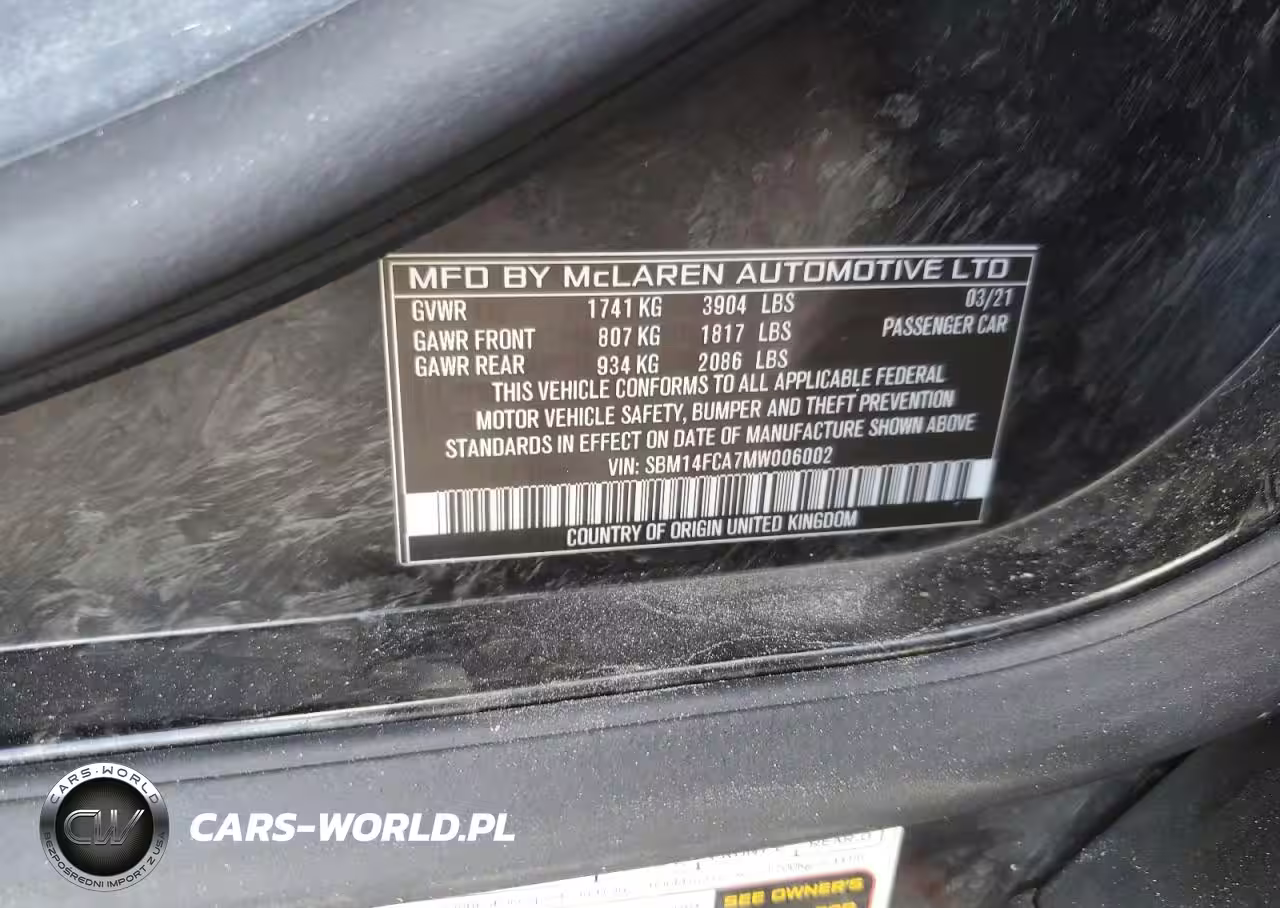 MFD BY McLAREN AUTOMOTIVE LTD
GVWR 1741 KG 3904 LBS 03/21
GAWR FRONT 807 KG 1817 LBS PASSENGER CAR
GAWR REAR 934 KG 2086 LBS
THIS VEHICLE CONFORMS TO ALL APPLICABLE FEDERAL
MOTOR VEHICLE SAFETY, BUMPER AND THEFT PREVENTION
STANDARDS IN EFFECT ON DATE OF MANUFACTURE SHOWN ABOVE
VIN: SBM14FCA7MW006002
COUNTRY OF ORIGIN UNITED KINGDOM
CARS-WORLD
CW
BEZPOŚREDNI IMPORT Z USA
CARS-WORLD.PL
SEE OWNER'S